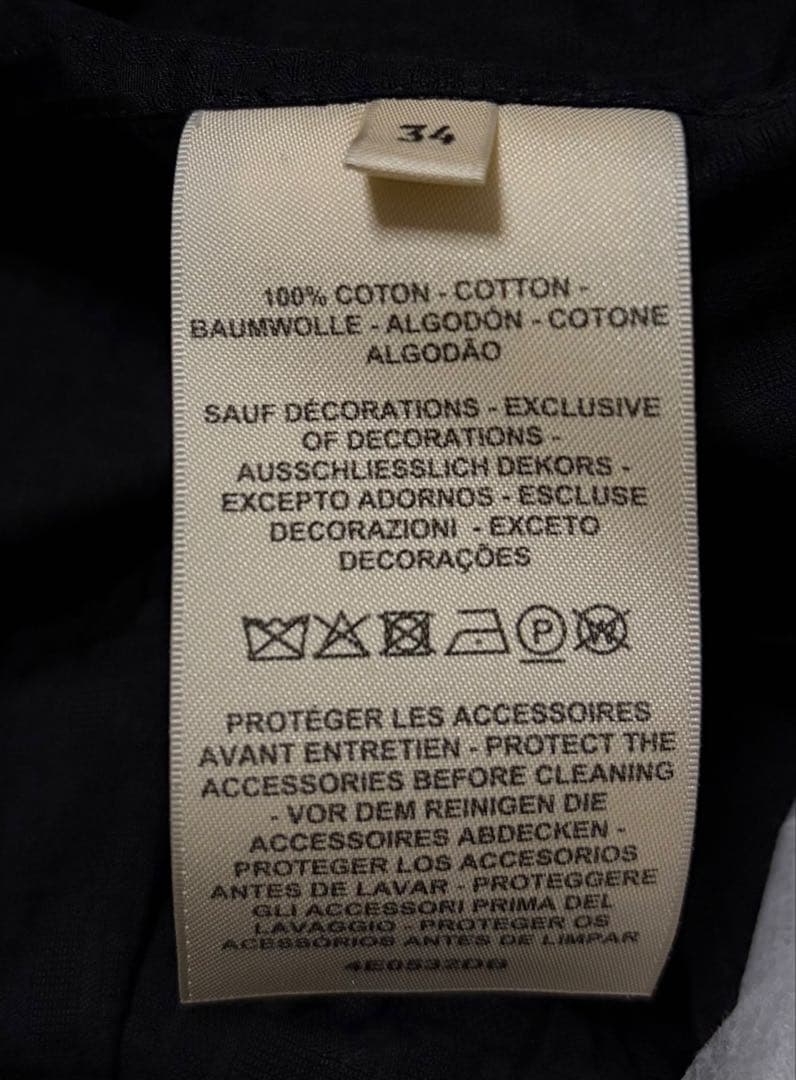 34
100% COTON - COTTON -
BAUMWOLLE - ALGODÓN - COTONE
ALGODÃO
SAUF DÉCORATIONS - EXCLUSIVE
OF DECORATIONS -
AUSSCHLIESSLICH DEKORS -
EXCEPTO ADORNOS - ESCLUSE
DECORAZIONI - EXCETO
DECORAÇÕES
P W
PROTÉGER LES ACCESSOIRES
AVANT ENTRETIEN - PROTECT THE
ACCESSORIES BEFORE CLEANING
- VOR DEM REINIGEN DIE
ACCESSOIRES ABDECKEN -
PROTEGER LOS ACCESORIOS
ANTES DE LAVAR - PROTEGGERE
GLI ACCESSORI PRIMA DEL
LAVAGGIO - PROTEGER OS
ACESSÓRIOS ANTES DE LIMPAR
4E0532DG